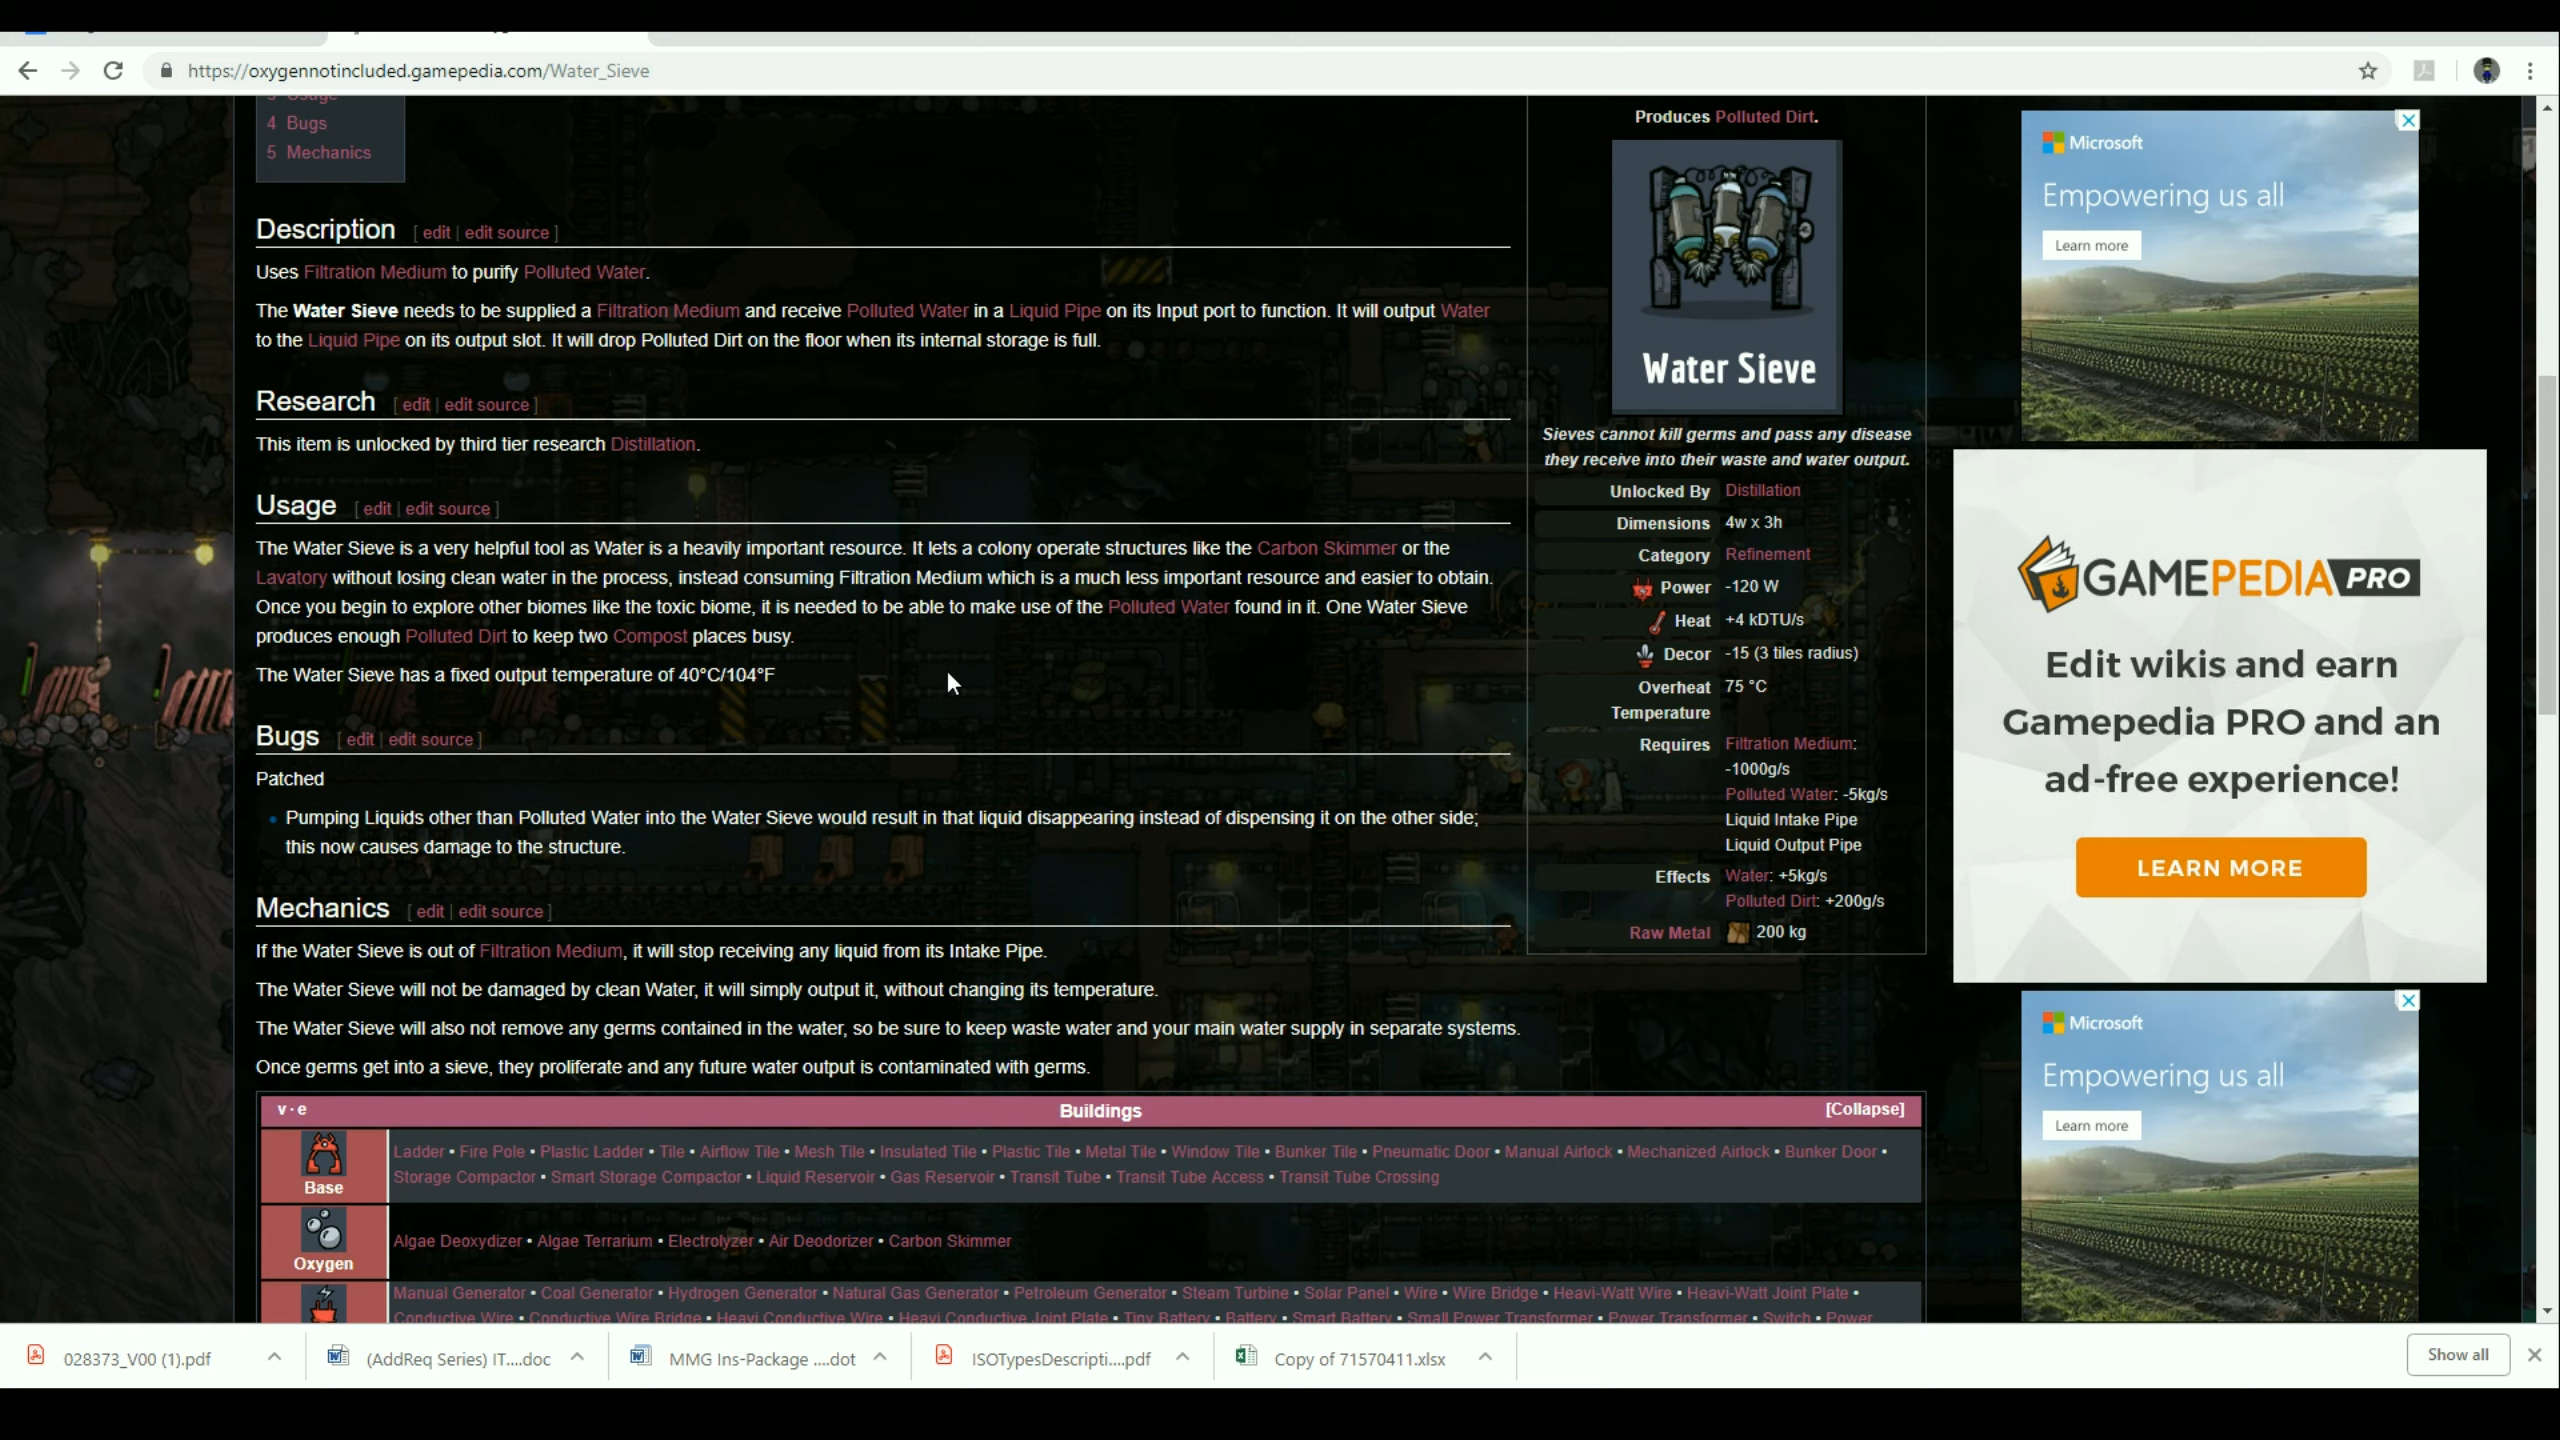 https://oxygennotincluded.gamepedia.com/Water_Sieve
3 Usage
4 Bugs
5 Mechanics
Description [ edit | edit source ]
Uses Filtration Medium to purify Polluted Water.
The Water Sieve needs to be supplied a Filtration Medium and receive Polluted Water in a Liquid Pipe on its Input port to function. It will output Water
to the Liquid Pipe on its output slot. It will drop Polluted Dirt on the floor when its internal storage is full.
Research [ edit | edit source ]
This item is unlocked by third tier research Distillation.
Usage [ edit | edit source ]
The Water Sieve is a very helpful tool as Water is a heavily important resource. It lets a colony operate structures like the Carbon Skimmer or the
Lavatory without losing clean water in the process, instead consuming Filtration Medium which is a much less important resource and easier to obtain.
Once you begin to explore other biomes like the toxic biome, it is needed to be able to make use of the Polluted Water found in it. One Water Sieve
produces enough Polluted Dirt to keep two Compost places busy.
The Water Sieve has a fixed output temperature of 40°C/104°F
Bugs [ edit | edit source ]
Patched
• Pumping Liquids other than Polluted Water into the Water Sieve would result in that liquid disappearing instead of dispensing it on the other side;
this now causes damage to the structure.
Mechanics [ edit | edit source ]
If the Water Sieve is out of Filtration Medium, it will stop receiving any liquid from its Intake Pipe.
The Water Sieve will not be damaged by clean Water, it will simply output it, without changing its temperature.
The Water Sieve will also not remove any germs contained in the water, so be sure to keep waste water and your main water supply in separate systems.
Once germs get into a sieve, they proliferate and any future water output is contaminated with germs.
Produces Polluted Dirt.
Water Sieve
Sieves cannot kill germs and pass any disease
they receive into their waste and water output.
Unlocked By Distillation
Dimensions 4w x 3h
Category Refinement
Power -120 W
Heat +4 kDTU/s
Decor -15 (3 tiles radius)
Overheat 75 °C
Temperature
Requires Filtration Medium:
-1000g/s
Polluted Water: -5kg/s
Liquid Intake Pipe
Liquid Output Pipe
Effects Water: +5kg/s
Polluted Dirt: +200g/s
Raw Metal 200 kg
v · e Buildings [Collapse]
Base
Ladder • Fire Pole • Plastic Ladder • Tile • Airflow Tile • Mesh Tile • Insulated Tile • Plastic Tile • Metal Tile • Window Tile • Bunker Tile • Pneumatic Door • Manual Airlock • Mechanized Airlock • Bunker Door •
Storage Compactor • Smart Storage Compactor • Liquid Reservoir • Gas Reservoir • Transit Tube • Transit Tube Access • Transit Tube Crossing
Oxygen
Algae Deoxydizer • Algae Terrarium • Electrolyzer • Air Deodorizer • Carbon Skimmer
Manual Generator • Coal Generator • Hydrogen Generator • Natural Gas Generator • Petroleum Generator • Steam Turbine • Solar Panel • Wire • Wire Bridge • Heavi-Watt Wire • Heavi-Watt Joint Plate •
Conductive Wire • Conductive Wire Bridge • Heavi Conductive Wire • Heavi Conductive Joint Plate • Tiny Battery • Battery • Smart Battery • Small Power Transformer • Power Transformer • Switch • Power
Microsoft
Empowering us all
Learn more
GAMEPEDIA PRO
Edit wikis and earn
Gamepedia PRO and an
ad-free experience!
LEARN MORE
Microsoft
Empowering us all
Learn more
028373_V00 (1).pdf
(AddReq Series) IT....doc
MMG Ins-Package ....dot
ISOTypesDescripti....pdf
Copy of 71570411.xlsx
Show all